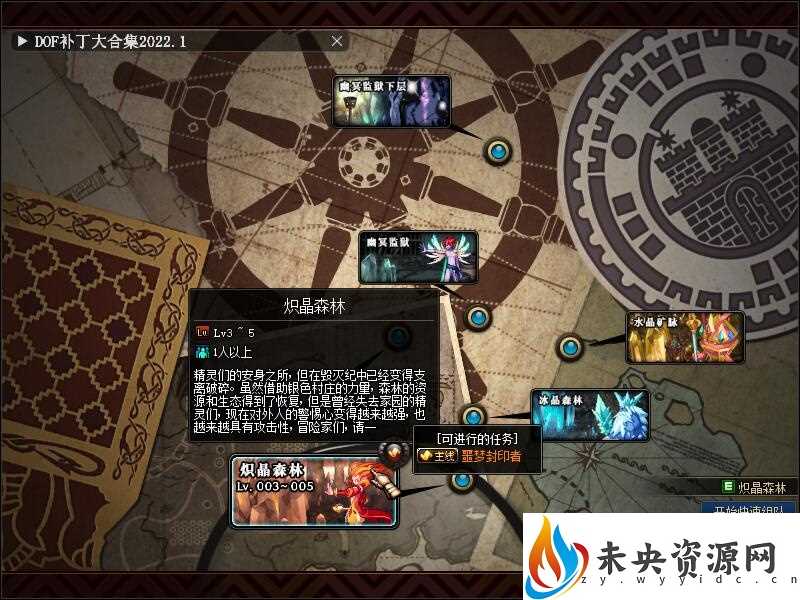 DOF补丁大合集2022.1
幽冥监狱下层
幽冥监狱
水晶矿脉
炽晶森林
Lv Lv3 ~ 5
1人以上
精灵们的安身之所,但在毁灭纪中已经变得支
离破碎。虽然借助银色村庄的力量,森林的资
源和生态得到了恢复,但是曾经失去家园的精灵
们,现在对外人的警惕心变得越来越强,也
越来越具有攻击性,冒险家们,请一
冰晶森林
[可进行的任务]
主线 噩梦封印者
炽晶森林
Lv. 003~005
E 炽晶森林
开始快速组队
未央资源网
zy.wyyidc.cn